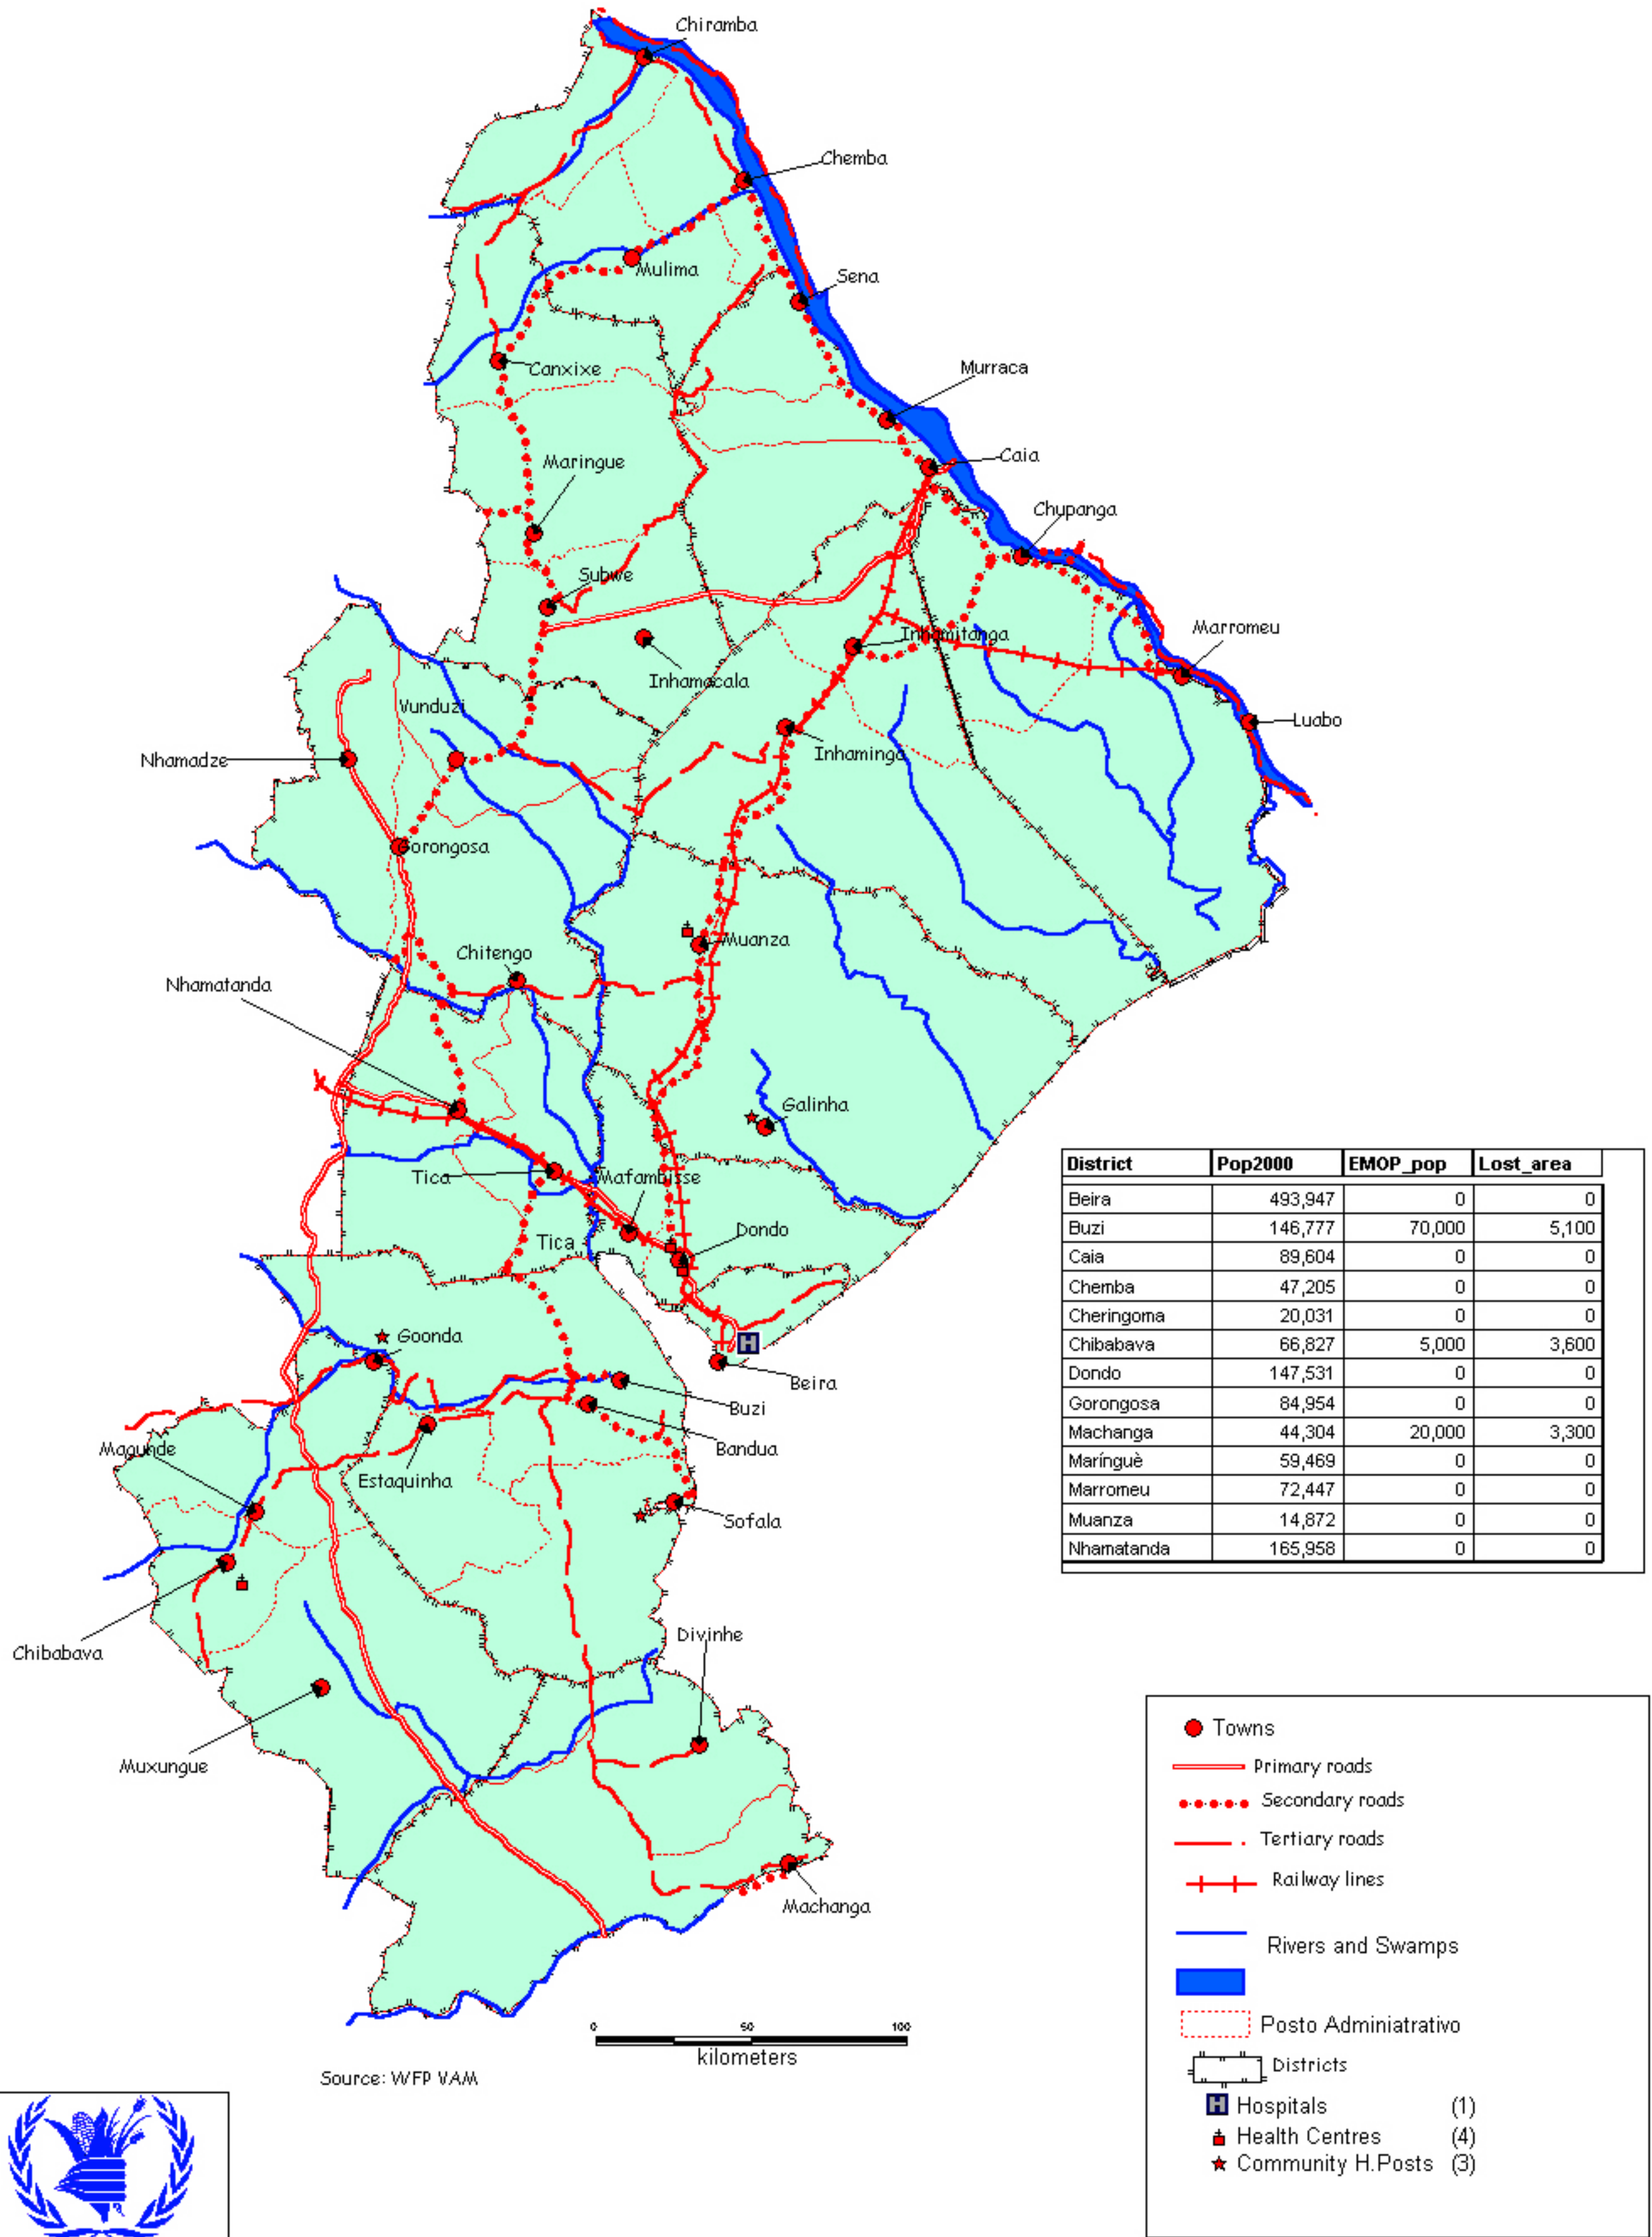 Chiramba
Chemba
Mulima
Sena
Canxixe
Murraca
Maringue
Caia
Chupanga
Subwe
Inhamitanga
Marromeu
Inhamacala
Vunduzi
Luabo
Nhamadze
Inhaminga
Gorongosa
Muanza
Chitengo
Nhamatanda
Galinha
Tica
Mafambisse
Dondo
Tica
Goonda
Beira
Buzi
Bandua
Maounde
Estaquinha
Sofala
Chibabava
Divinhe
Muxungue
Machanga
H
District Pop2000 EMOP_pop Lost_area
Beira 493,947 0 0
Buzi 146,777 70,000 5,100
Caia 89,604 0 0
Chemba 47,205 0 0
Cheringoma 20,031 0 0
Chibabava 66,827 5,000 3,600
Dondo 147,531 0 0
Gorongosa 84,954 0 0
Machanga 44,304 20,000 3,300
Marínguè 59,469 0 0
Marromeu 72,447 0 0
Muanza 14,872 0 0
Nhamatanda 165,958 0 0
Towns
Primary roads
Secondary roads
Tertiary roads
Railway lines
Rivers and Swamps
Posto Adminiatrativo
Districts
H Hospitals (1)
Health Centres (4)
Community H.Posts (3)
0 50 100
kilometers
Source: WFP VAM